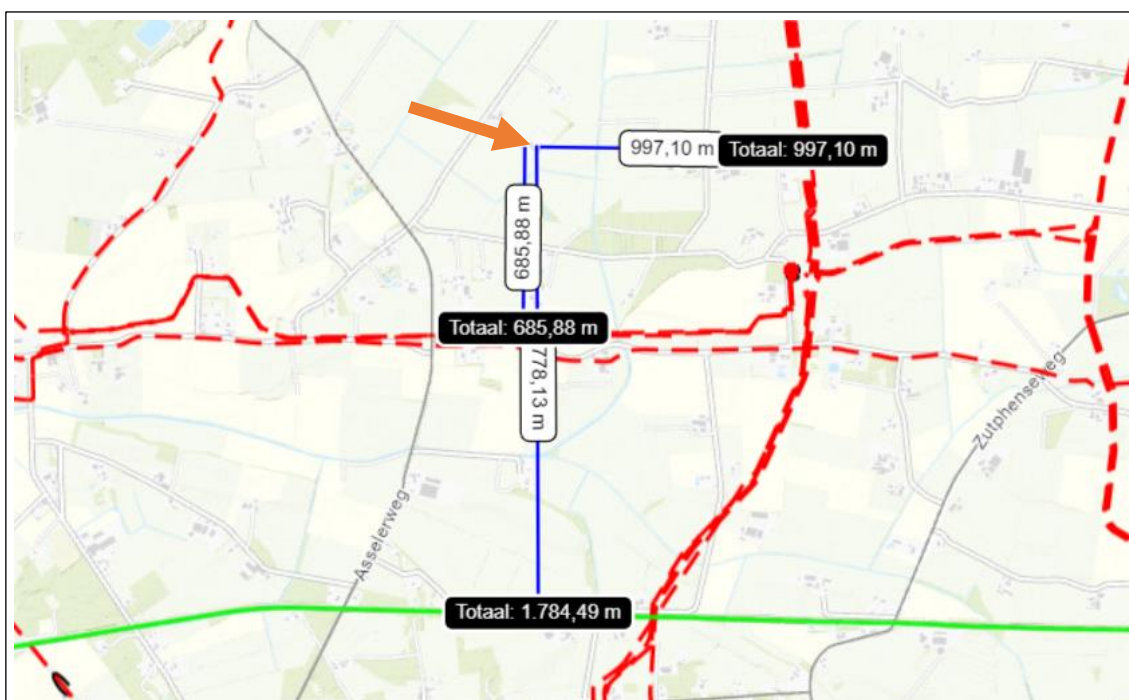 997,10 m
Totaal: 997,10 m
685,88 m
Totaal: 685,88 m
778,13 m
Zutphenseweg
Asselerweg
Totaal: 1.784,49 m